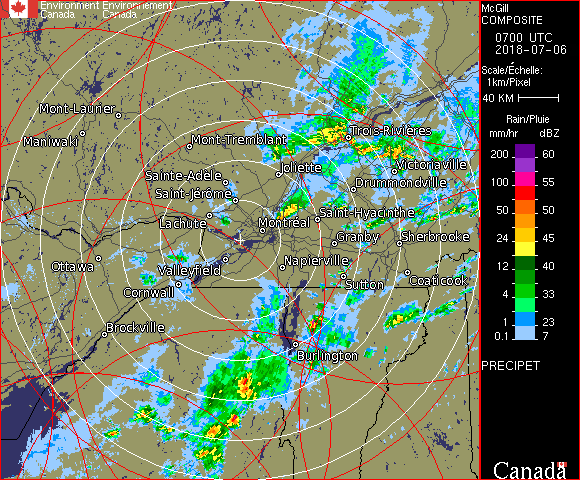 Environment Environnement
Canada Canada
McGill
COMPOSITE
0700 UTC
2018-07-06
Scale/Échelle:
1km/Pixel
40 KM
Rain/Pluie
mm/hr dBZ
200 60
100 55
50 50
24 45
12 40
4 33
1 23
0.1 7
PRECIPET
Canada
Mont-Laurier
Maniwaki
Mont-Tremblant
Trois-Rivières
Victoriaville
Joliette
Sainte-Adèle
Drummondville
Saint-Jérôme
Lachute
Saint-Hyacinthe
Montréal
Granby
Sherbrooke
Ottawa
Valleyfield
Napierville
Coaticook
Sutton
Cornwall
Brockville
Burlington